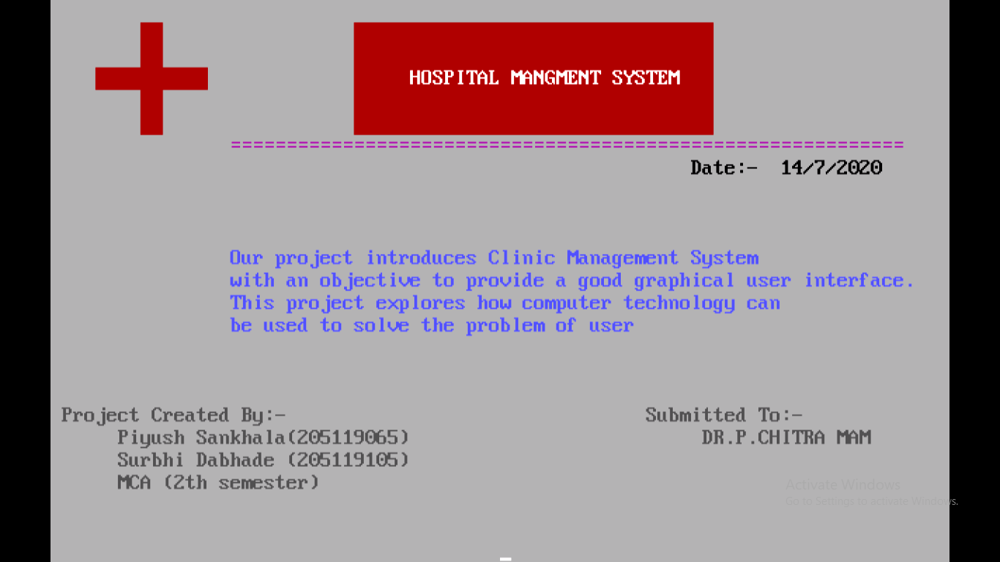 HOSPITAL MANGMENT SYSTEM
============================================================
Date:- 14/7/2020
Our project introduces Clinic Management System
with an objective to provide a good graphical user interface.
This project explores how computer technology can
be used to solve the problem of user
Project Created By:-
Piyush Sankhala(205119065)
Surbhi Dabhade (205119105)
MCA (2th semester)
Submitted To:-
DR.P.CHITRA MAM
Activate Windows
Go to Settings to activate Windows.